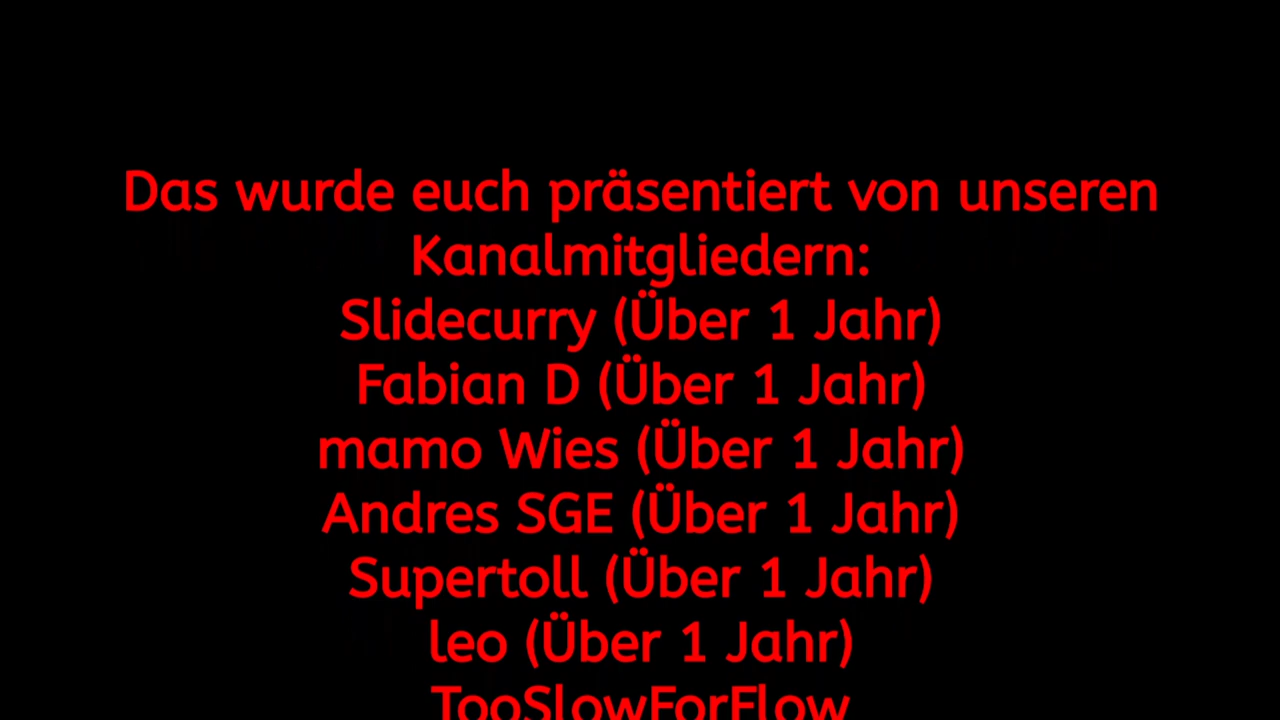 Das wurde euch präsentiert von unseren
Kanalmitgliedern:
Slidecurry (Über 1 Jahr)
Fabian D (Über 1 Jahr)
mamo Wies (Über 1 Jahr)
Andres SGE (Über 1 Jahr)
Supertoll (Über 1 Jahr)
leo (Über 1 Jahr)
TooSlowForFlow